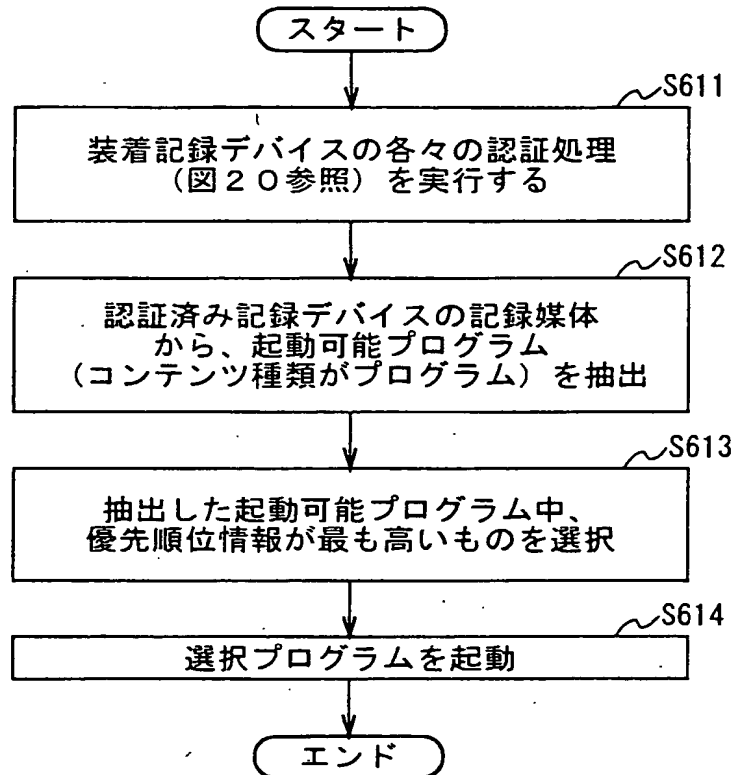 スタート
S611
装着記録デバイスの各々の認証処理
(図20参照)を実行する
S612
認証済み記録デバイスの記録媒体
から、起動可能プログラム
(コンテンツ種類がプログラム)を抽出
S613
抽出した起動可能プログラム中、
優先順位情報が最も高いものを選択
S614
選択プログラムを起動
エンド